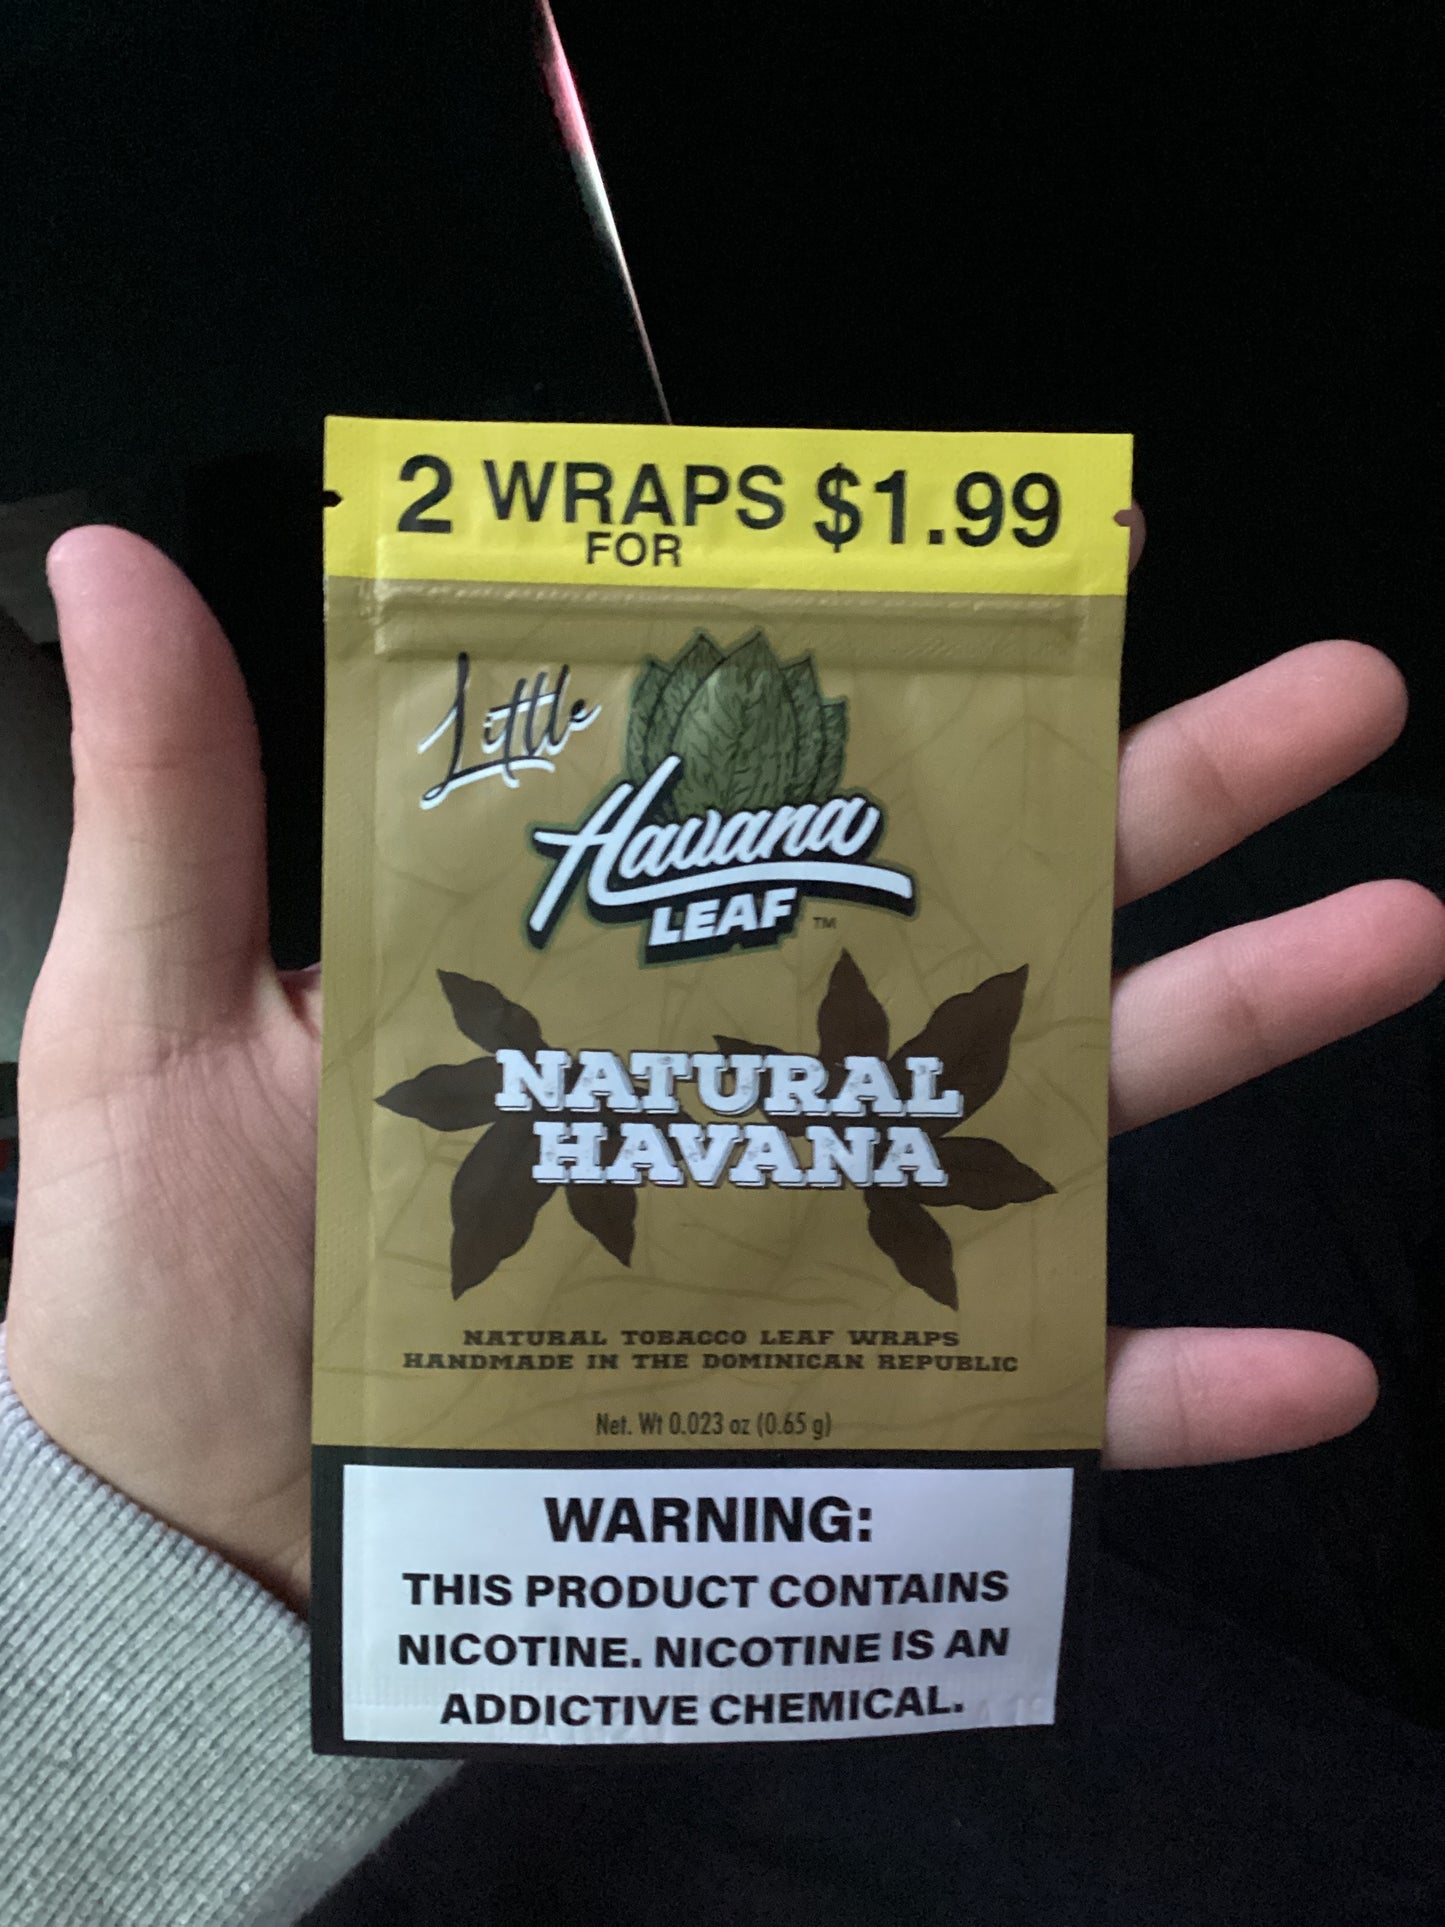 2 WRAPS FOR $1.99
Little
Havana
LEAF™
NATURAL
HAVANA
NATURAL TOBACCO LEAF WRAPS
HANDMADE IN THE DOMINICAN REPUBLIC
Net. Wt 0.023 oz (0.65 g)
WARNING:
THIS PRODUCT CONTAINS
NICOTINE. NICOTINE IS AN
ADDICTIVE CHEMICAL.